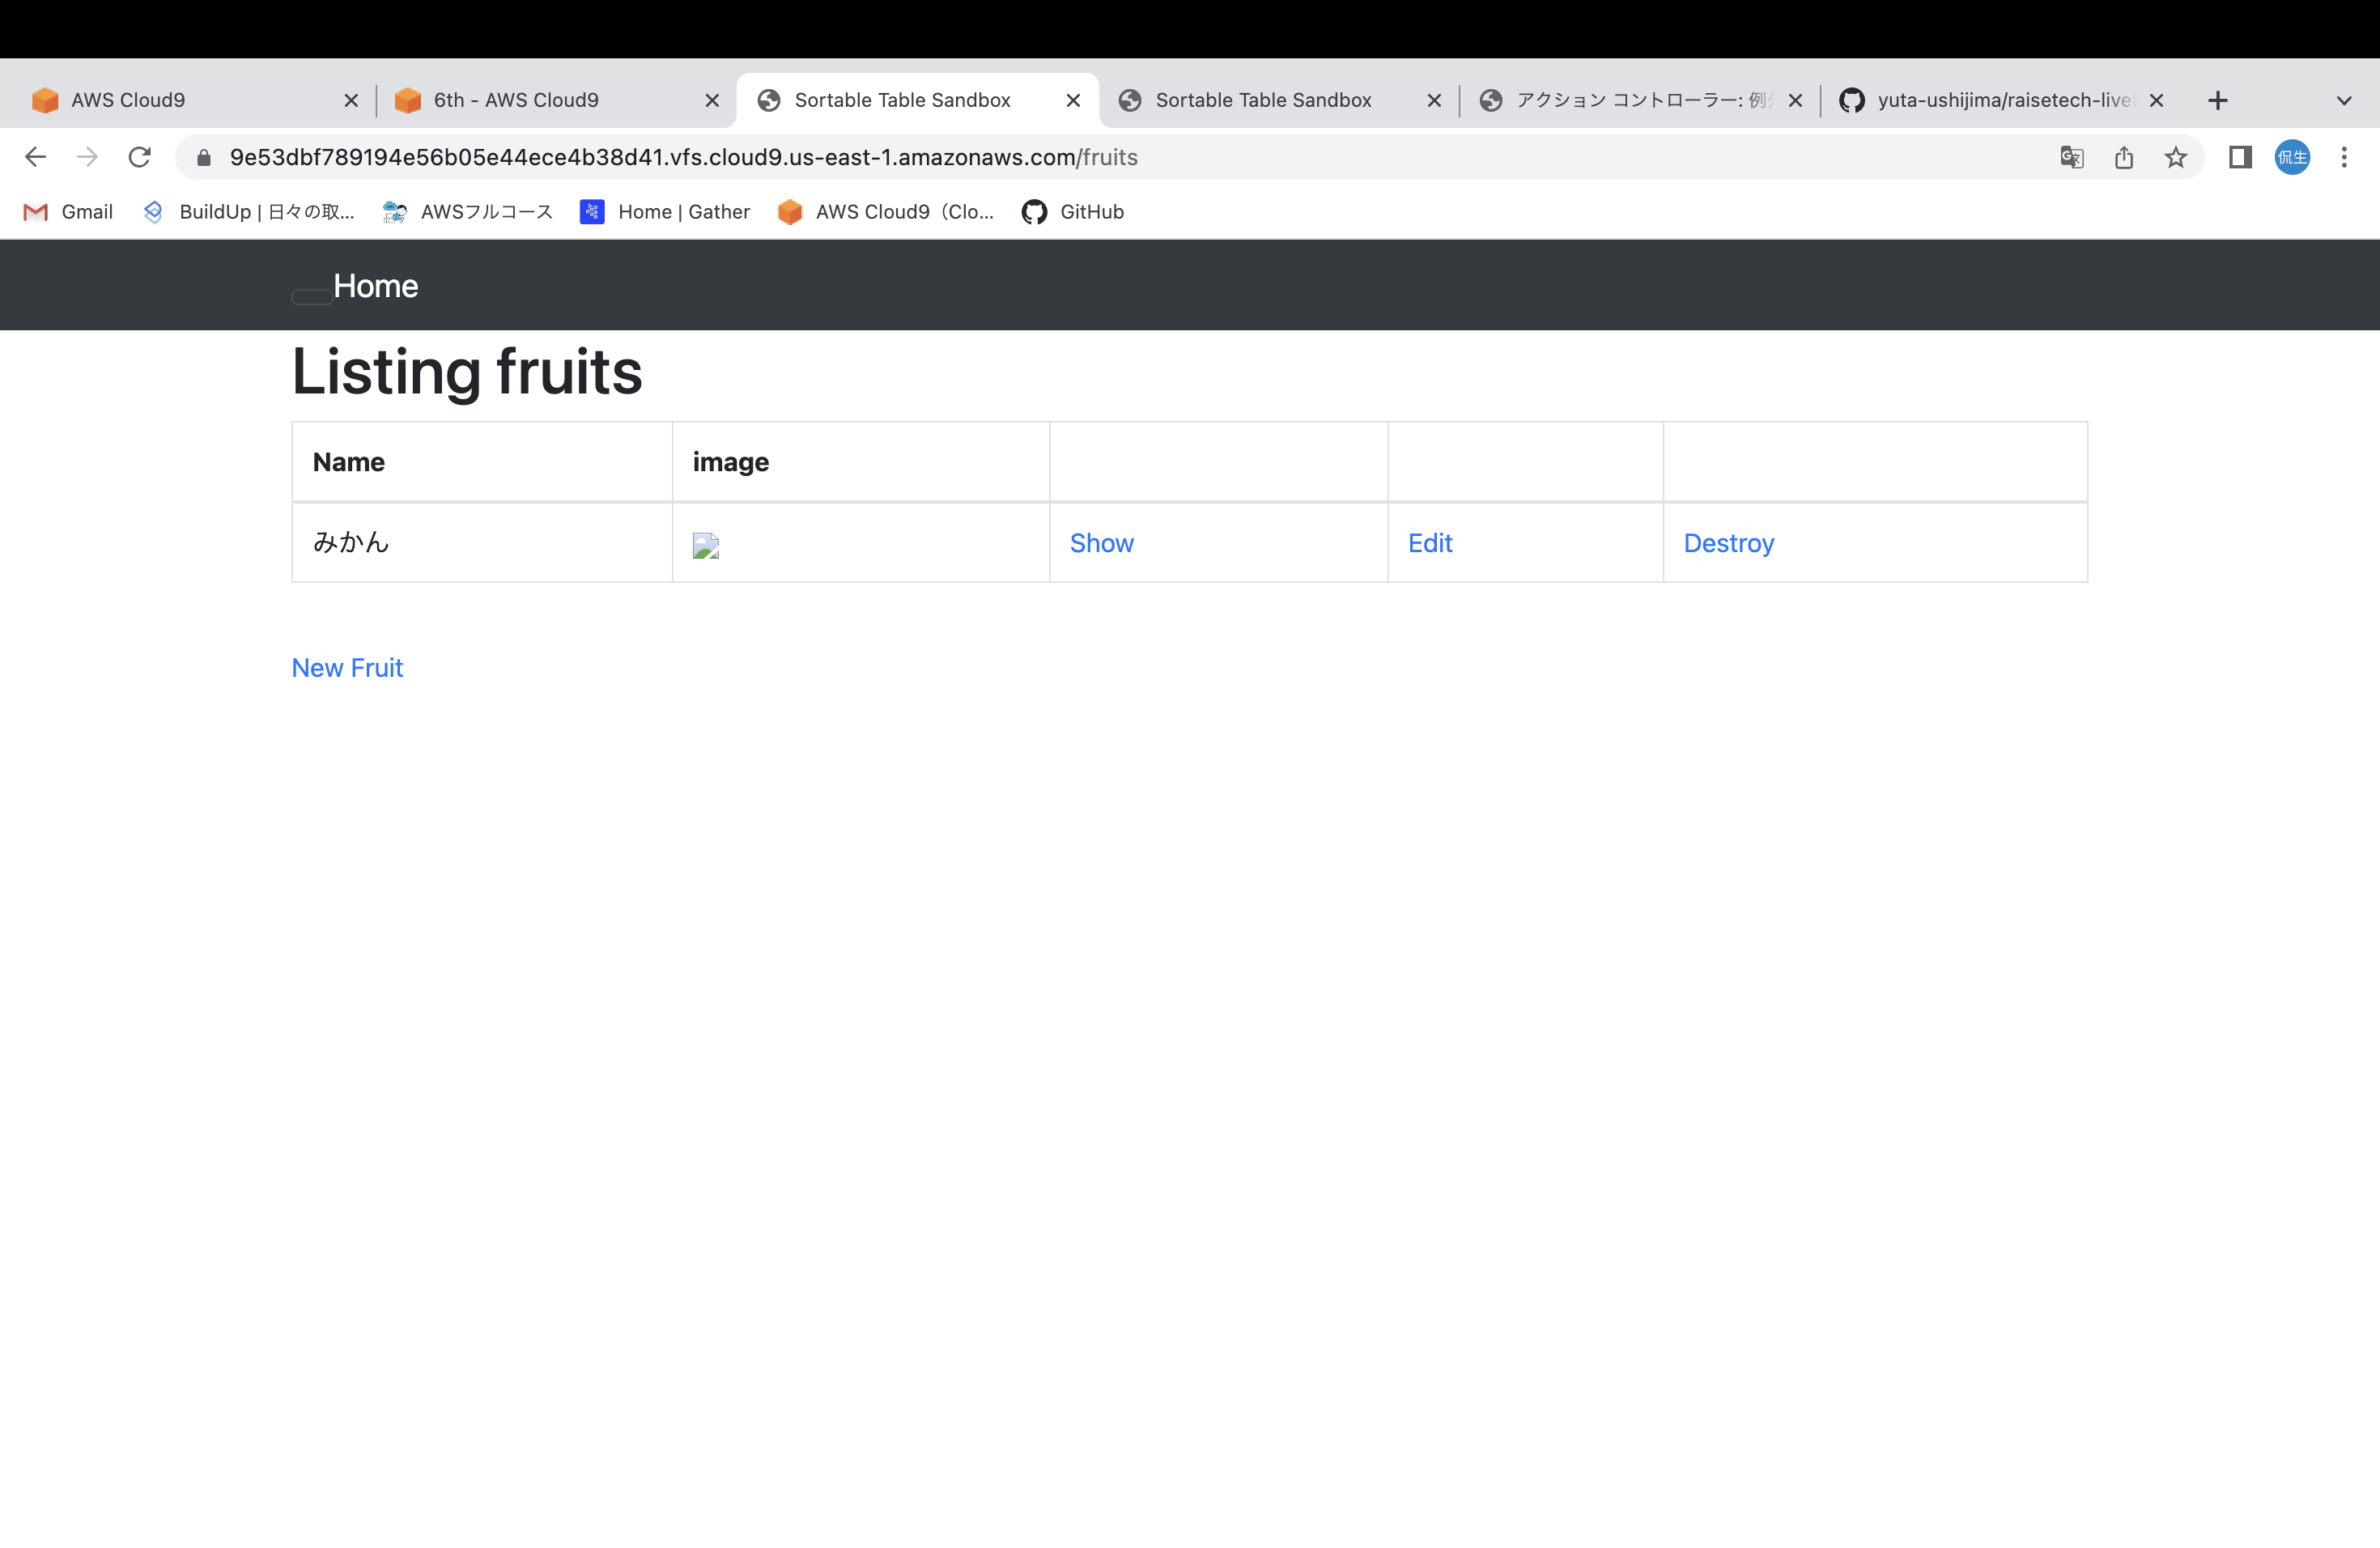 AWS Cloud9
6th - AWS Cloud9
Sortable Table Sandbox
Sortable Table Sandbox
アクション コントローラー: 例外
yuta-ushijima/raisetech-live
9e53dbf789194e56b05e44ece4b38d41.vfs.cloud9.us-east-1.amazonaws.com/fruits
侃生
Gmail
BuildUp | 日々の取...
AWSフルコース
Home | Gather
AWS Cloud9（Clo...
GitHub
Home
Listing fruits
Name
image
みかん
Show
Edit
Destroy
New Fruit